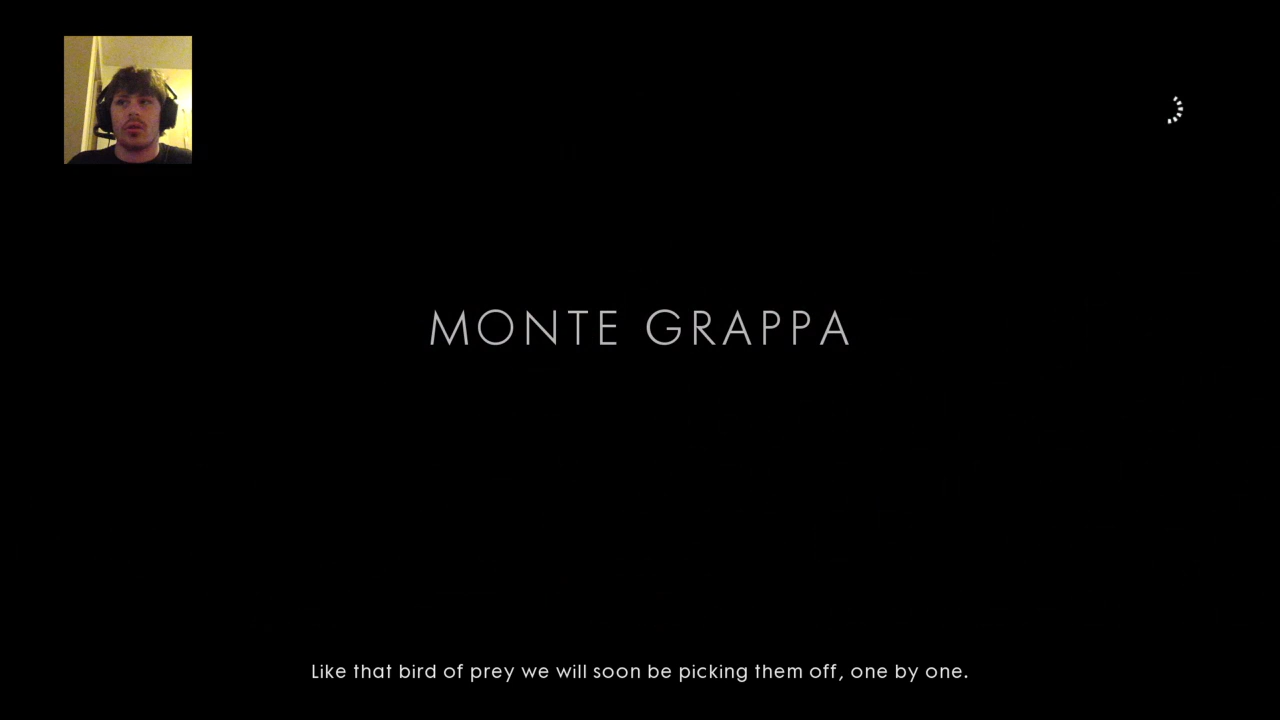 MONTE GRAPPA
Like that bird of prey we will soon be picking them off, one by one.